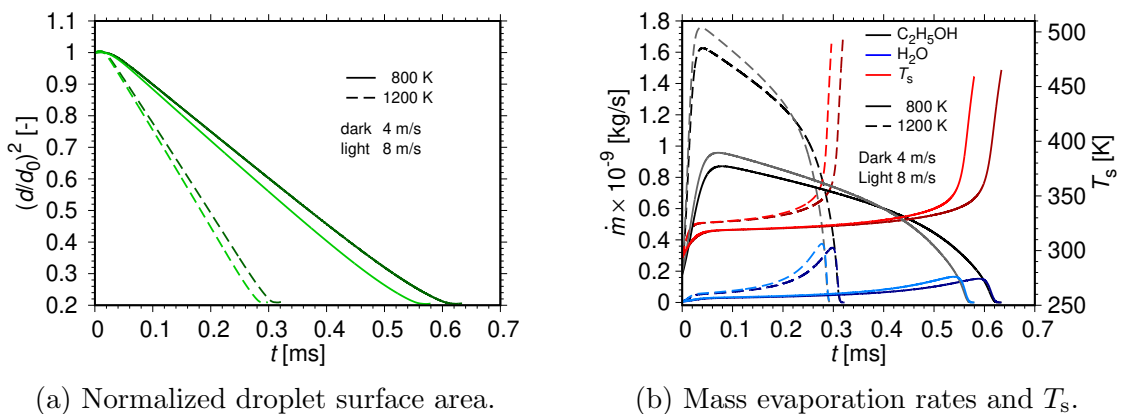 1.1
1
0.9
0.8
0.7
0.6
0.5
0.4
0.3
0.2
(d/d0)2 [-]
800 K
1200 K
dark 4 m/s
light 8 m/s
0 0.1 0.2 0.3 0.4 0.5 0.6 0.7
t [ms]
(a) Normalized droplet surface area.
1.8
1.6
1.4
1.2
1
0.8
0.6
0.4
0.2
0
ṁ × 10-9 [kg/s]
C2H5OH
H2O
Ts
800 K
1200 K
Dark 4 m/s
Light 8 m/s
500
450
400
350
300
250
Ts [K]
0 0.1 0.2 0.3 0.4 0.5 0.6 0.7
t [ms]
(b) Mass evaporation rates and Ts.